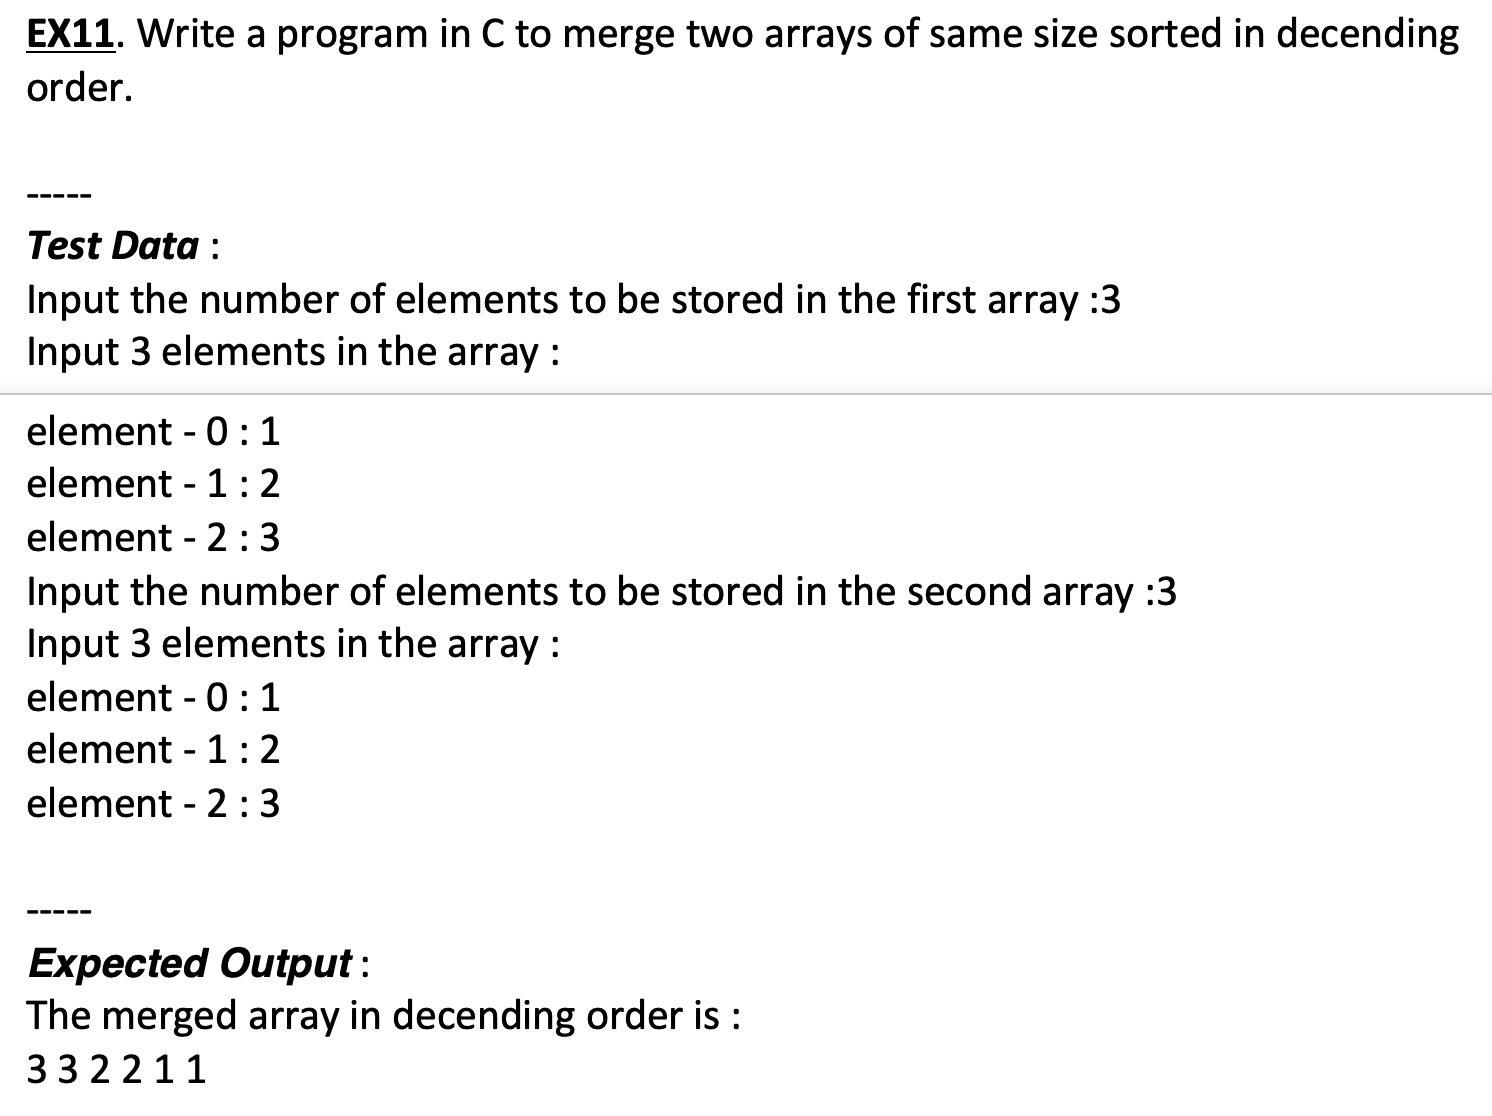 EX11. Write a program in C to merge two arrays of same size sorted in decending
order.
-----
Test Data :
Input the number of elements to be stored in the first array :3
Input 3 elements in the array :
element - 0 : 1
element - 1 : 2
element - 2 : 3
Input the number of elements to be stored in the second array :3
Input 3 elements in the array :
element - 0 : 1
element - 1 : 2
element - 2 : 3
-----
Expected Output :
The merged array in decending order is :
3 3 2 2 1 1